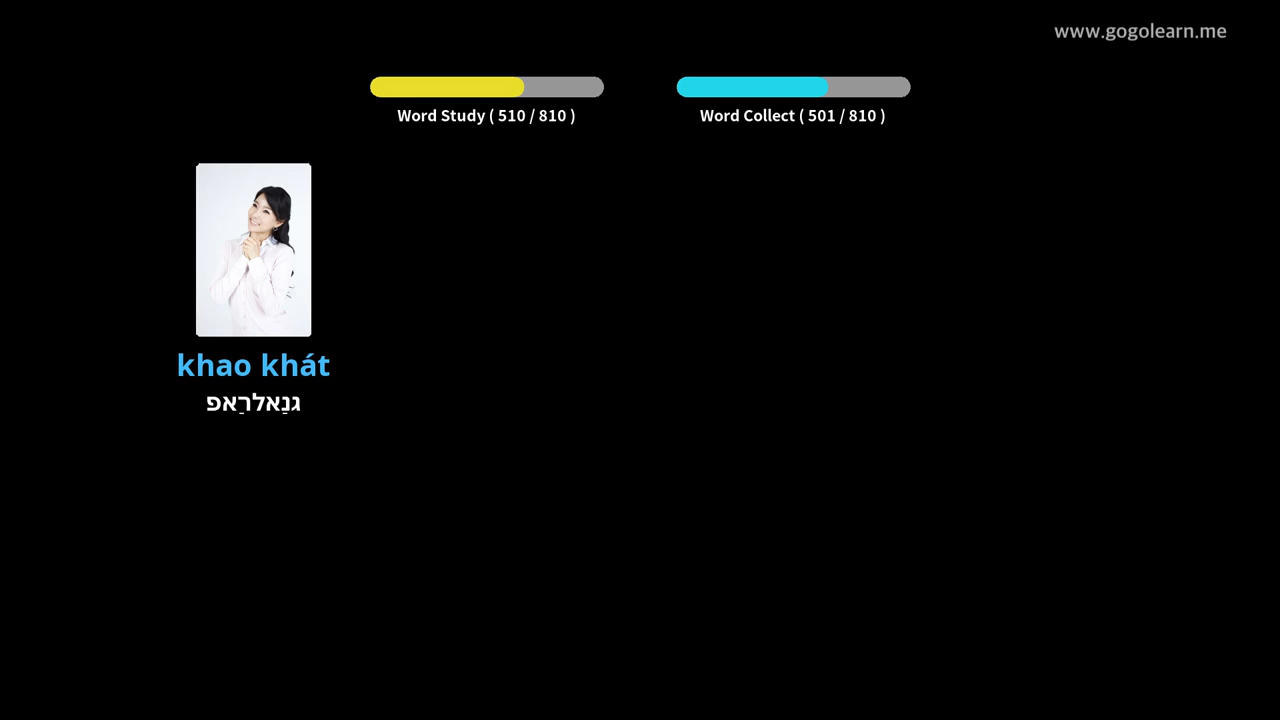 www.gogolearn.me
Word Study ( 510 / 810 )
Word Collect ( 501 / 810 )
khao khát
גנַאלרַאפ